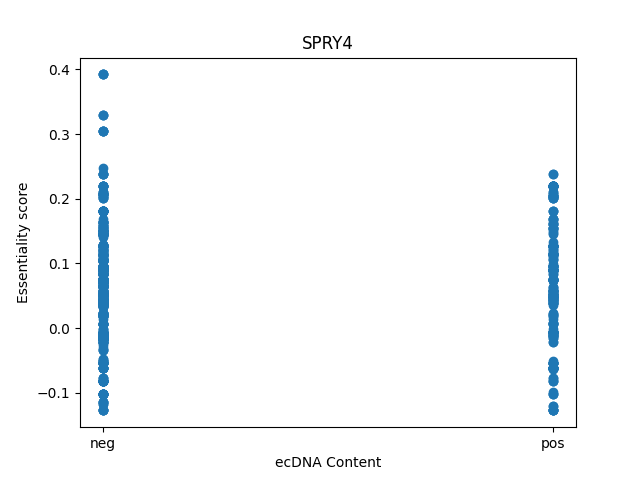 SPRY4
0.4
0.3
0.2
0.1
0.0
−0.1
Essentiality score
neg
pos
ecDNA Content